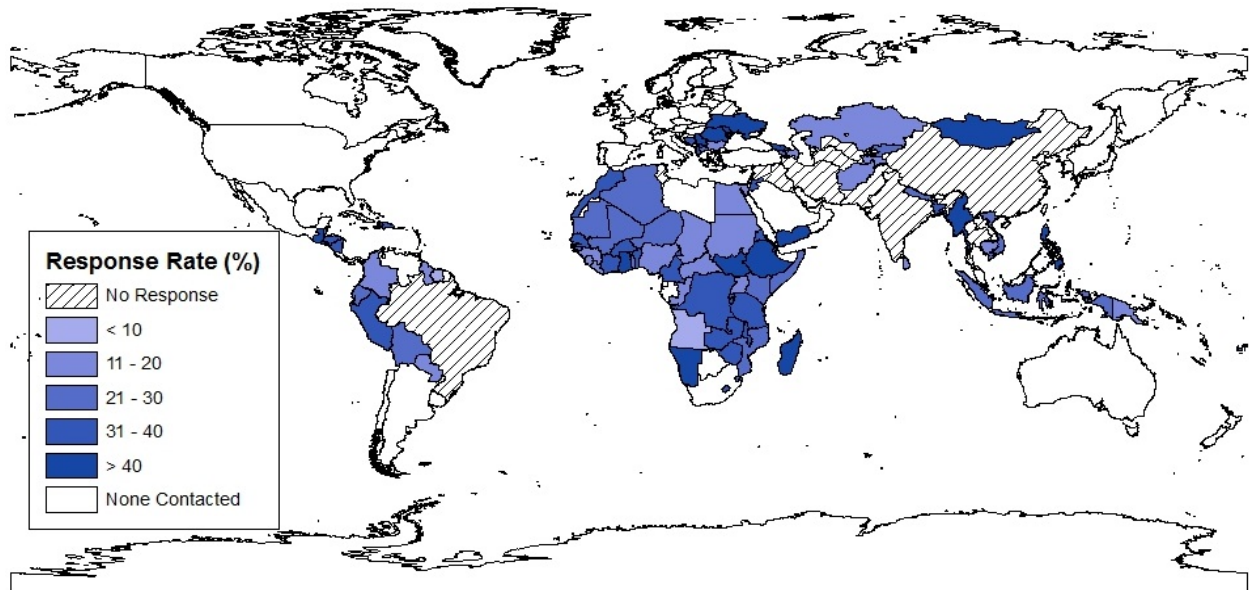 Response Rate (%)
No Response
< 10
11 - 20
21 - 30
31 - 40
> 40
None Contacted